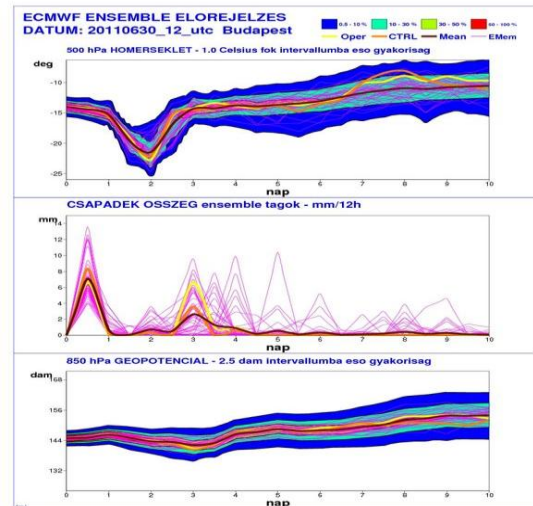 ECMWF ENSEMBLE ELOREJELZES
DATUM: 20110630_12_utc Budapest
0.5 - 10 % 10 - 30 % 30 - 50 % 50 - 100 %
Oper CTRL Mean EMem
500 hPa HOMERSEKLET - 1.0 Celsius fok intervallumba eso gyakorisag
deg
-10
-15
-20
-25
0 1 2 3 4 5 6 7 8 9 10
nap
CSAPADEK OSSZEG ensemble tagok - mm/12h
mm
14
12
10
8
6
4
2
0
0 1 2 3 4 5 6 7 8 9 10
nap
850 hPa GEOPOTENCIAL - 2.5 dam intervallumba eso gyakorisag
dam
168
156
144
132
0 1 2 3 4 5 6 7 8 9 10
nap